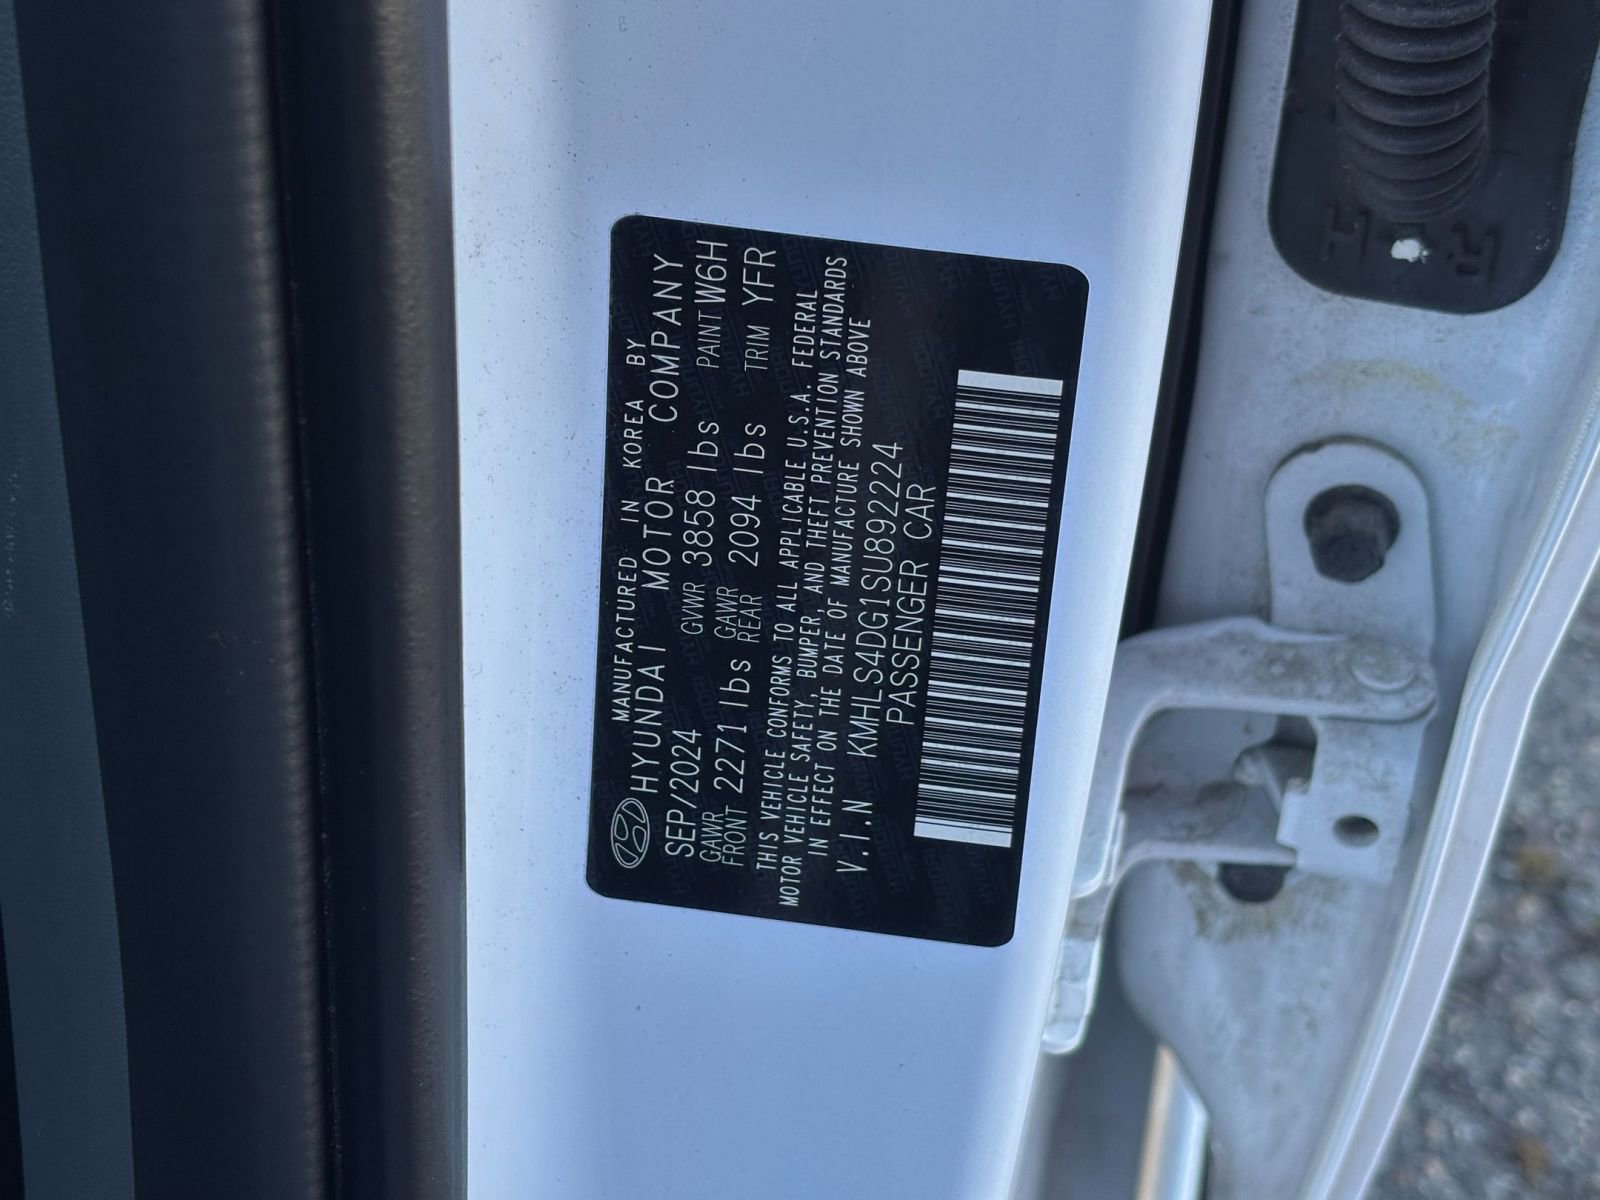 MANUFACTURED IN KOREA BY
HYUNDAI MOTOR COMPANY
SEP/2024 GVWR 3858 lbs PAINT W6H
GAWR FRONT 2271 lbs GAWR REAR 2094 lbs TRIM YFR
THIS VEHICLE CONFORMS TO ALL APPLICABLE U.S.A. FEDERAL
MOTOR VEHICLE SAFETY, BUMPER, AND THEFT PREVENTION STANDARDS
IN EFFECT ON THE DATE OF MANUFACTURE SHOWN ABOVE
V.I.N KMHLS4DG1SU892224
PASSENGER CAR